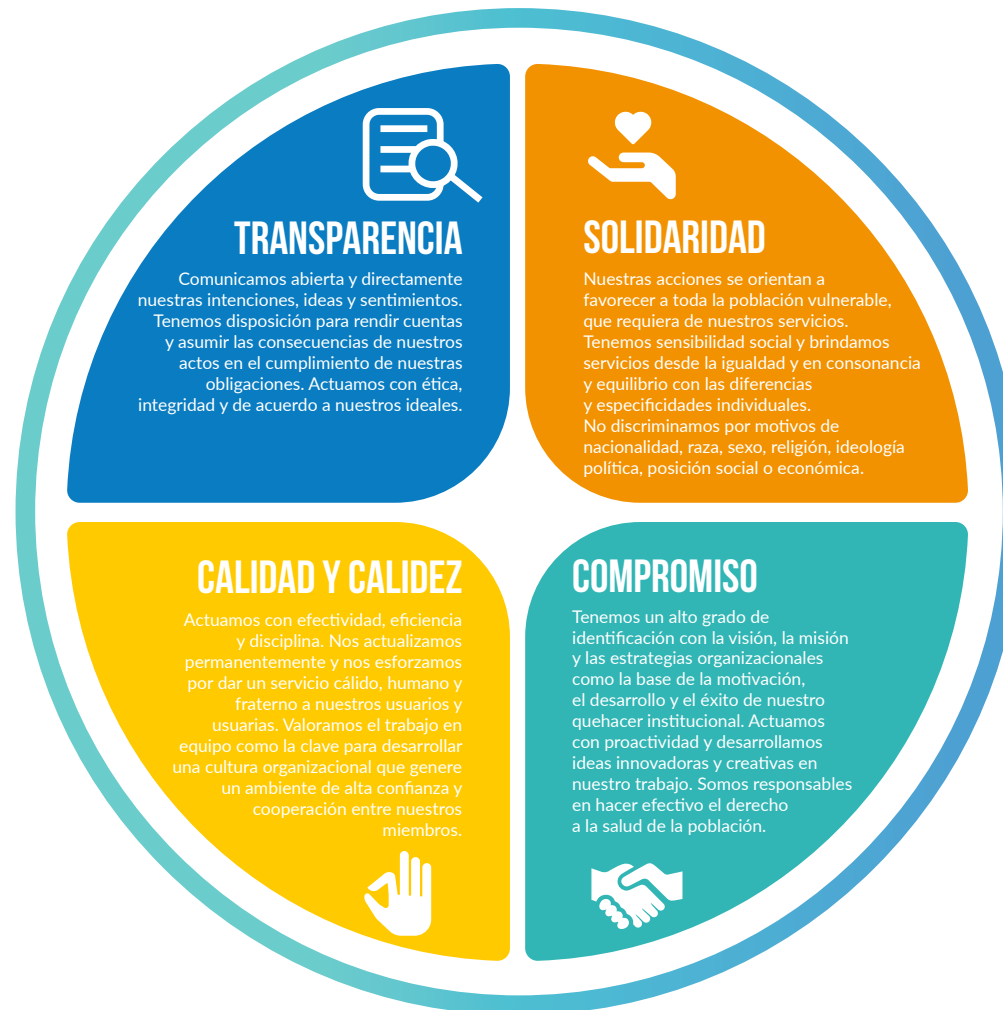 TRANSPARENCIA
Comunicamos abierta y directamente
nuestras intenciones, ideas y sentimientos.
Tenemos disposición para rendir cuentas
y asumir las consecuencias de nuestros
actos en el cumplimiento de nuestras
obligaciones. Actuamos con ética,
integridad y de acuerdo a nuestros ideales.
SOLIDARIDAD
Nuestras acciones se orientan a
favorecer a toda la población vulnerable,
que requiera de nuestros servicios.
Tenemos sensibilidad social y brindamos
servicios desde la igualdad y en consonancia
y equilibrio con las diferencias
y especificidades individuales.
No discriminamos por motivos de
nacionalidad, raza, sexo, religión, ideología
política, posición social o económica.
CALIDAD Y CALIDEZ
Actuamos con efectividad, eficiencia
y disciplina. Nos actualizamos
permanentemente y nos esforzamos
por dar un servicio cálido, humano y
fraterno a nuestros usuarios y
usuarias. Valoramos el trabajo en
equipo como la clave para desarrollar
una cultura organizacional que genere
un ambiente de alta confianza y
cooperación entre nuestros
miembros.
COMPROMISO
Tenemos un alto grado de
identificación con la visión, la misión
y las estrategias organizacionales
como la base de la motivación,
el desarrollo y el éxito de nuestro
quehacer institucional. Actuamos
con proactividad y desarrollamos
ideas innovadoras y creativas en
nuestro trabajo. Somos responsables
en hacer efectivo el derecho
a la salud de la población.